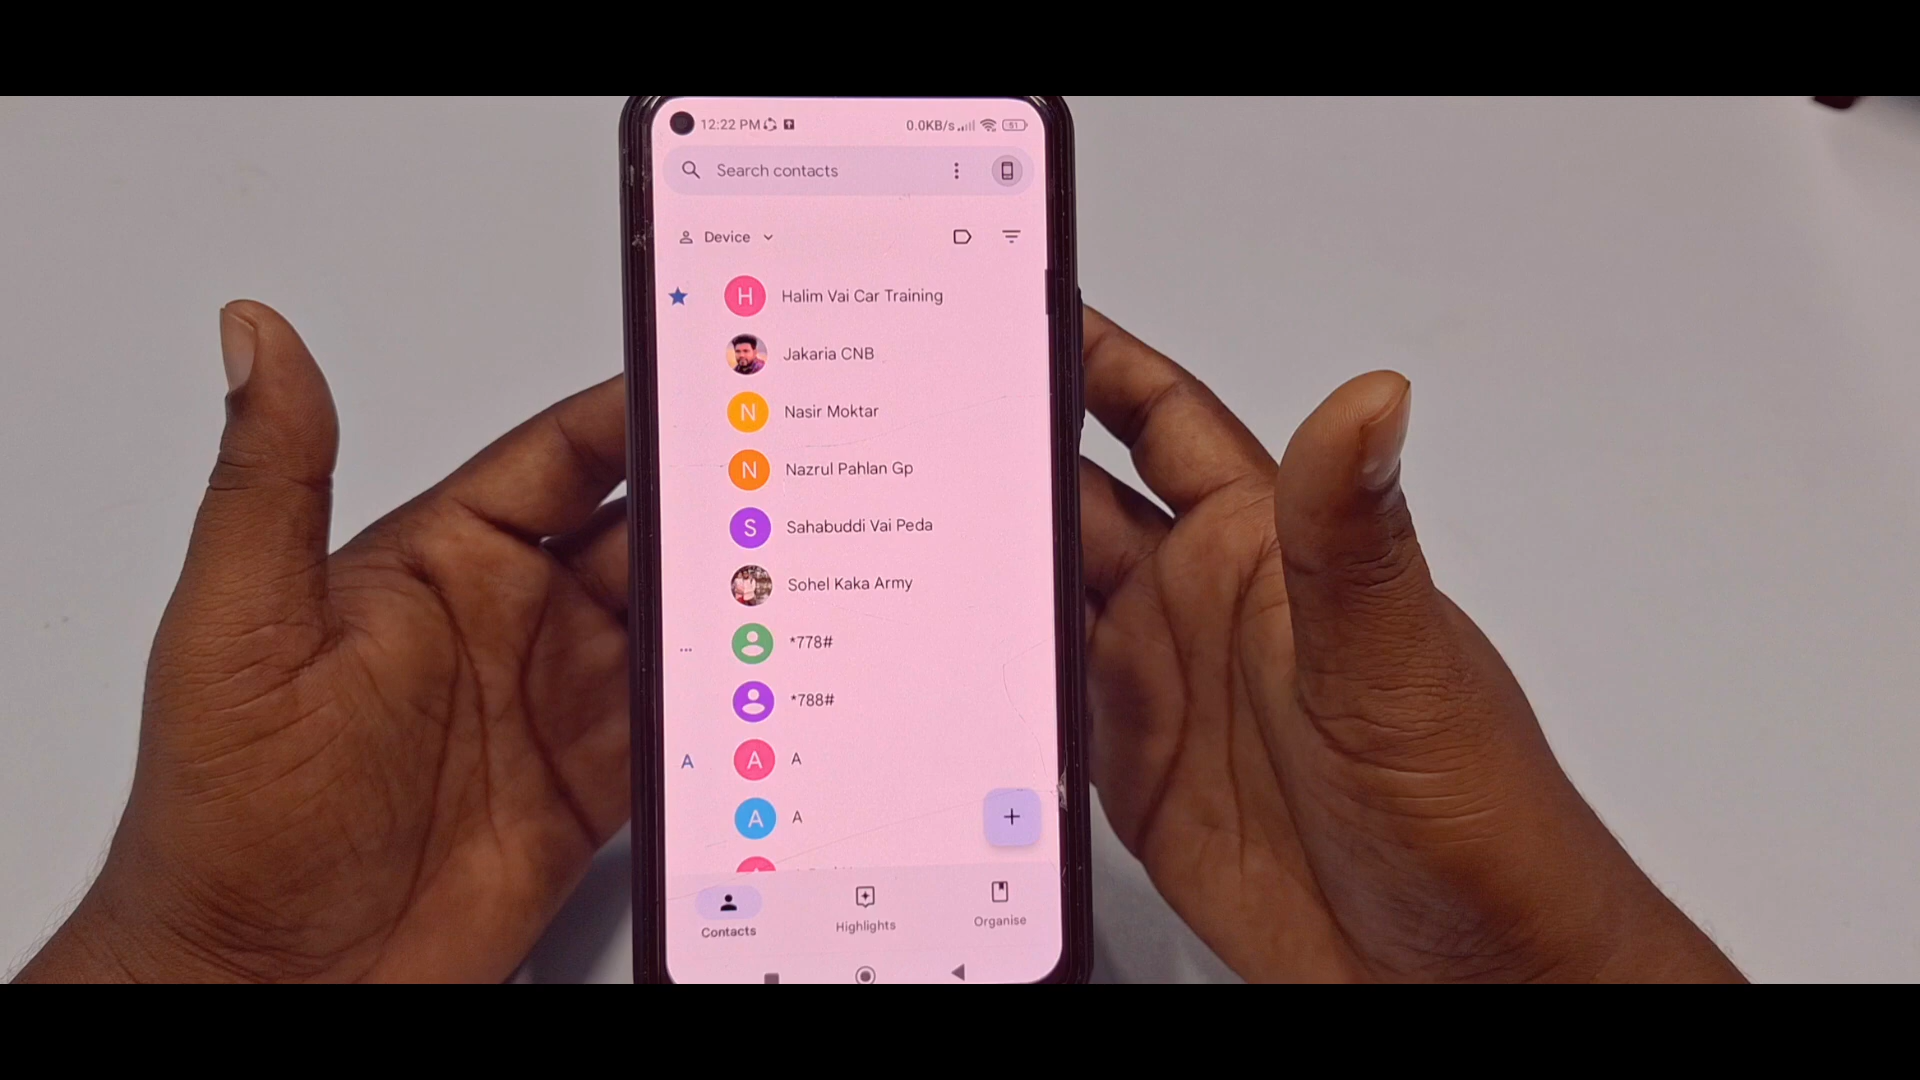 12:22 PM 0.0KB/s 51
Search contacts
Device
H Halim Vai Car Training
Jakaria CNB
N Nasir Moktar
N Nazrul Pahlan Gp
S Sahabuddi Vai Peda
Sohel Kaka Army
... *778#
*788#
A A A
A A
+
Contacts Highlights Organise